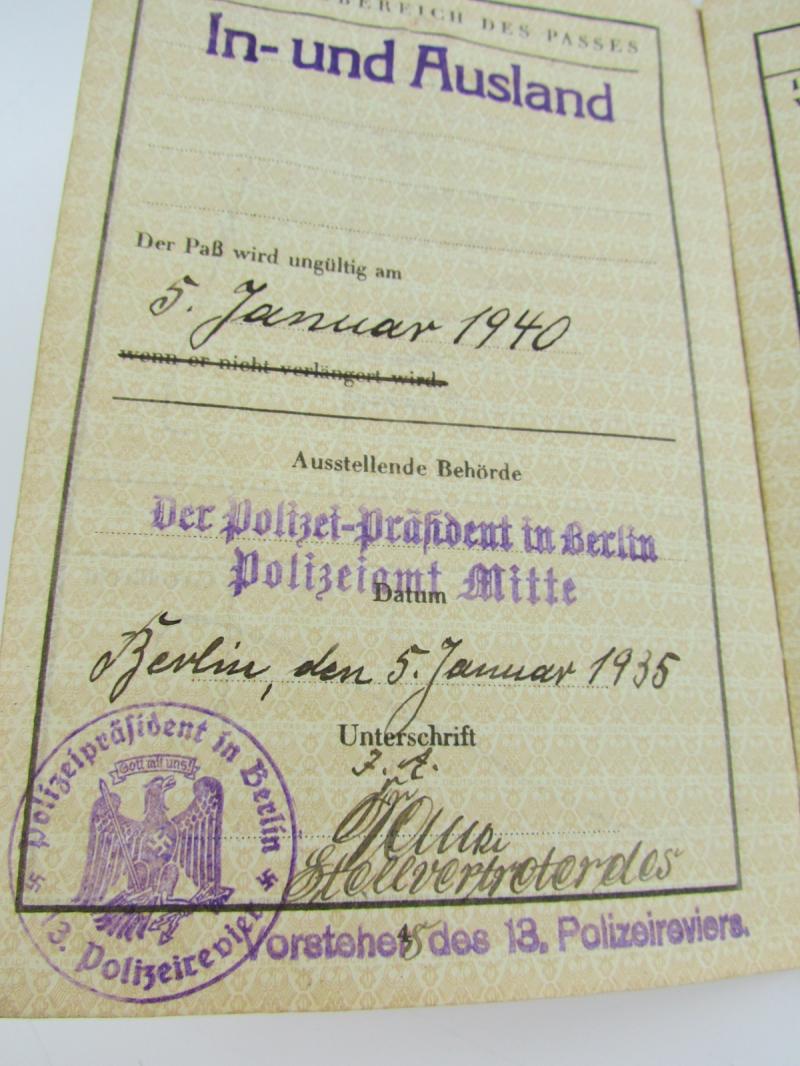 BEREICH DES PASSES
In- und Ausland
Der Paß wird ungültig am
5. Januar 1940
wenn er nicht verlängert wird.
Ausstellende Behörde
Der Polizei-Präsident in Berlin
Polizeiamt Mitte
Datum
Berlin, den 5. Januar 1935
Unterschrift
I. A.
Stellvertreter des
Vorstehers des 13. Polizeireviers.
4
Polizeipräsident in Berlin
Gott mit uns!
13. Polizeirevier